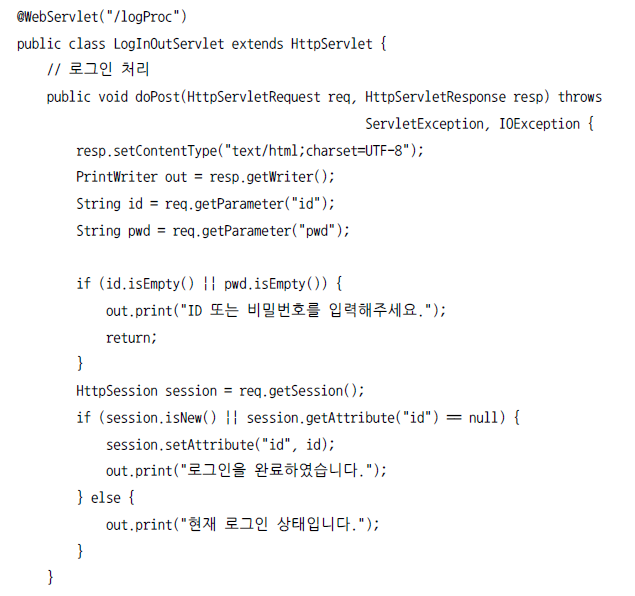 @WebServlet("/logProc")
public class LogInOutServlet extends HttpServlet {
// 로그인 처리
public void doPost(HttpServletRequest req, HttpServletResponse resp) throws
ServletException, IOException {
resp.setContentType("text/html;charset=UTF-8");
PrintWriter out = resp.getWriter();
String id = req.getParameter("id");
String pwd = req.getParameter("pwd");
if (id.isEmpty() || pwd.isEmpty()) {
out.print("ID 또는 비밀번호를 입력해주세요.");
return;
}
HttpSession session = req.getSession();
if (session.isNew() || session.getAttribute("id") == null) {
session.setAttribute("id", id);
out.print("로그인을 완료하였습니다.");
} else {
out.print("현재 로그인 상태입니다.");
}
}